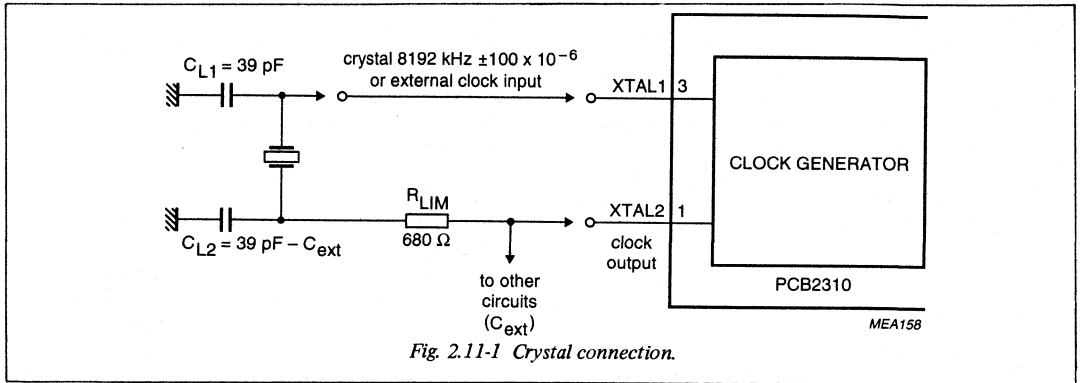 C_L1 = 39 pF
crystal 8192 kHz ±100 x 10^−6
or external clock input
XTAL1 3
CLOCK GENERATOR
C_L2 = 39 pF − C_ext
R_LIM
680 Ω
to other
circuits
(C_ext)
XTAL2 1
clock
output
PCB2310
MEA158
Fig. 2.11-1 Crystal connection.